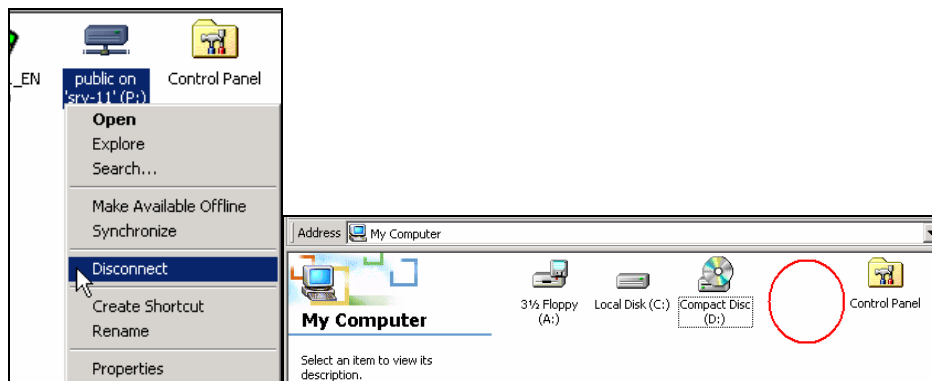 ._EN
public on
'srv-11' (P:)
Control Panel
Open
Explore
Search...
Make Available Offline
Synchronize
Disconnect
Create Shortcut
Rename
Properties
Address My Computer
My Computer
Select an item to view its
description.
3½ Floppy
(A:)
Local Disk (C:)
Compact Disc
(D:)
Control Panel